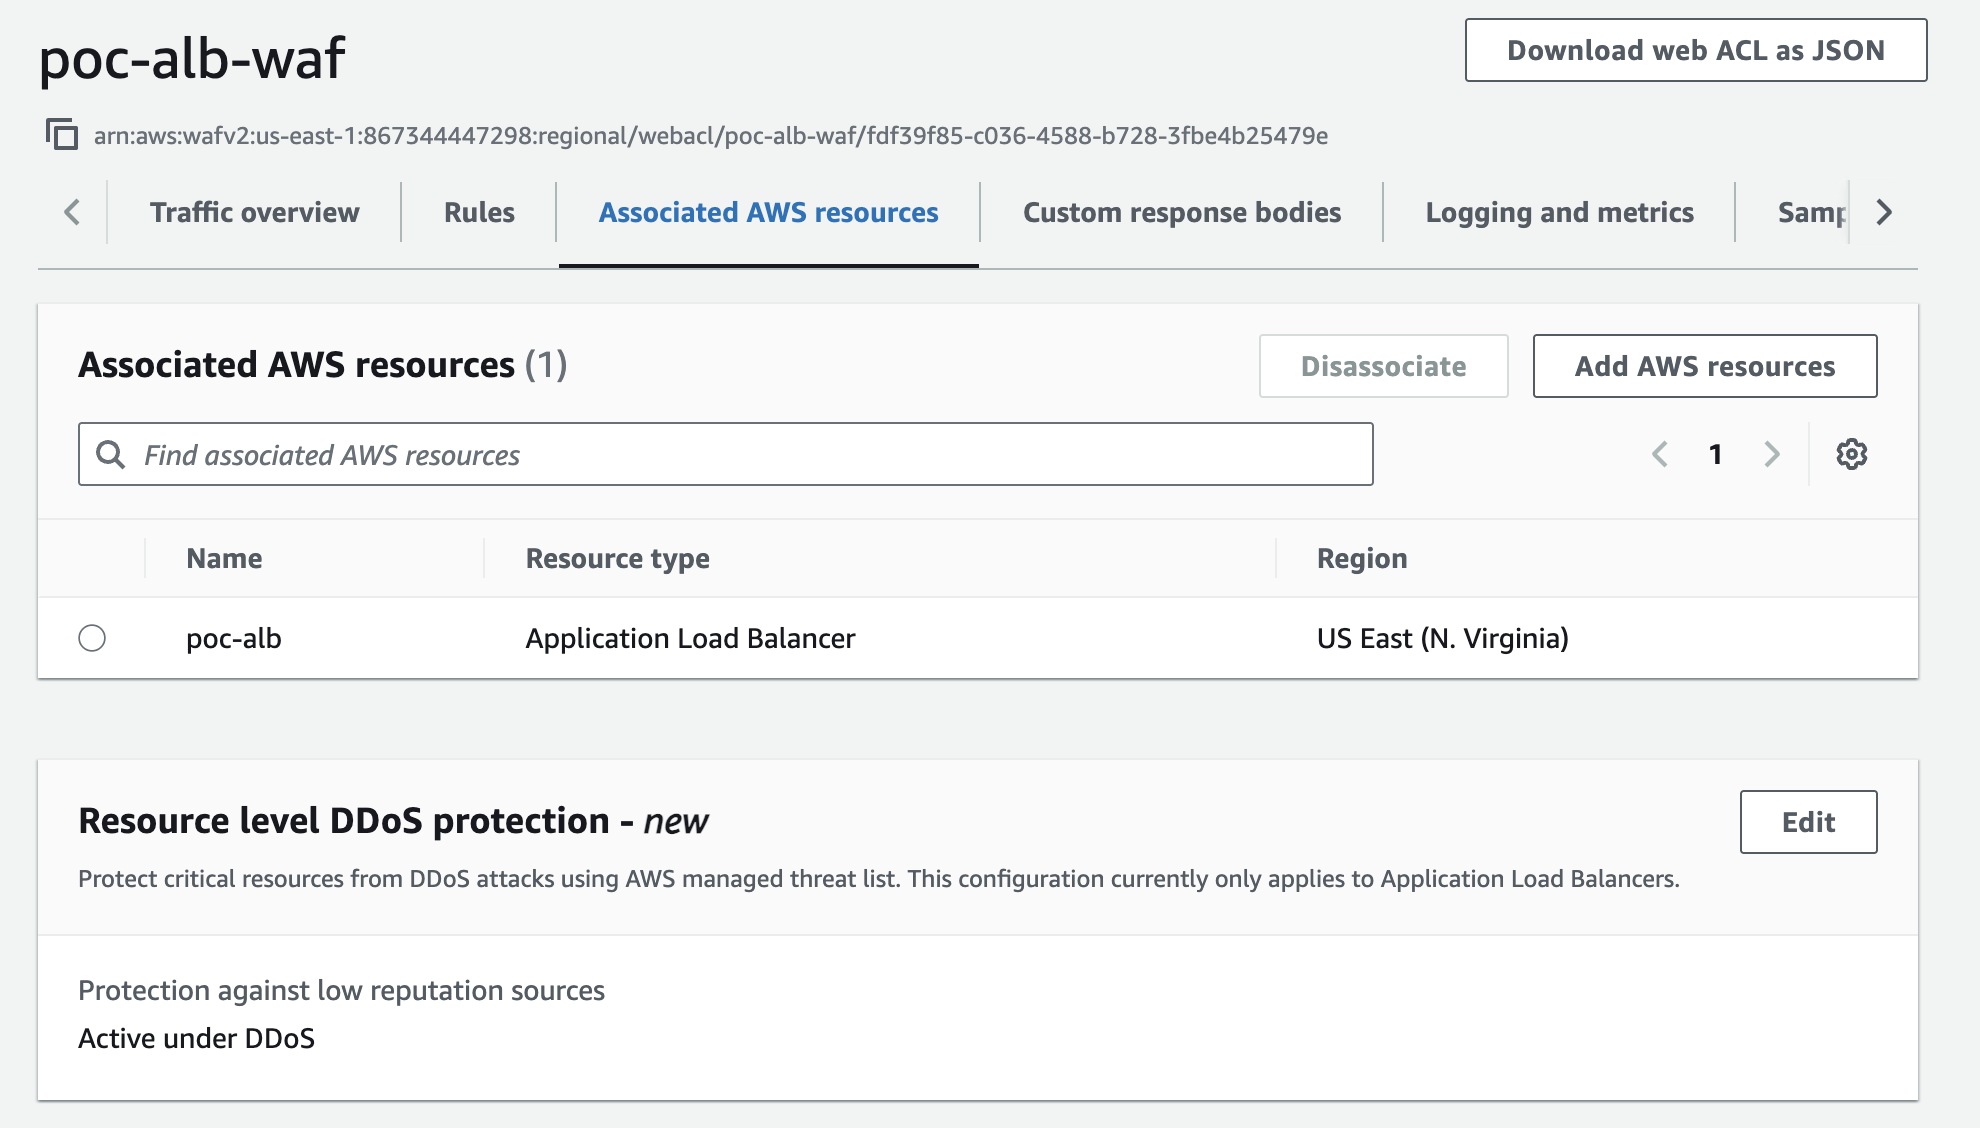 poc-alb-waf
Download web ACL as JSON
arn:aws:wafv2:us-east-1:867344447298:regional/webacl/poc-alb-waf/fdf39f85-c036-4588-b728-3fbe4b25479e
Traffic overview Rules Associated AWS resources Custom response bodies Logging and metrics Samp
Associated AWS resources (1)
Disassociate
Add AWS resources
Find associated AWS resources
1
Name Resource type Region
poc-alb Application Load Balancer US East (N. Virginia)
Resource level DDoS protection - new
Edit
Protect critical resources from DDoS attacks using AWS managed threat list. This configuration currently only applies to Application Load Balancers.
Protection against low reputation sources
Active under DDoS